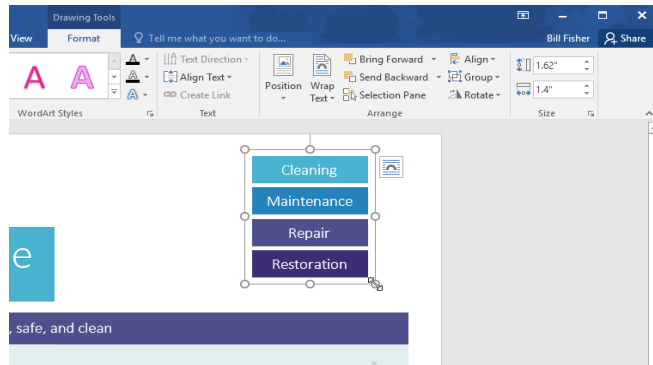 Drawing Tools
View Format Tell me what you want to do... Bill Fisher Share
A A A Text Direction Bring Forward Align 1.62"
A Align Text Position Wrap Text Send Backward Group 1.4"
A Create Link Selection Pane Rotate
WordArt Styles Text Arrange Size
Cleaning
Maintenance
Repair
Restoration
e
, safe, and clean